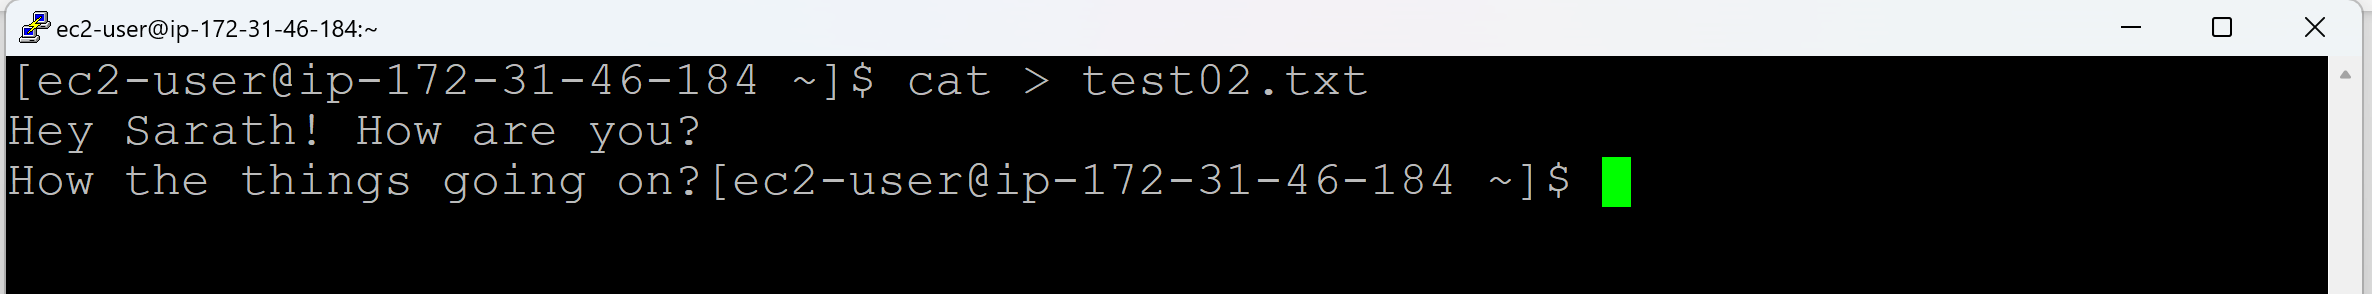 ec2-user@ip-172-31-46-184:~
[ec2-user@ip-172-31-46-184 ~]$ cat > test02.txt
Hey Sarath! How are you?
How the things going on?[ec2-user@ip-172-31-46-184 ~]$